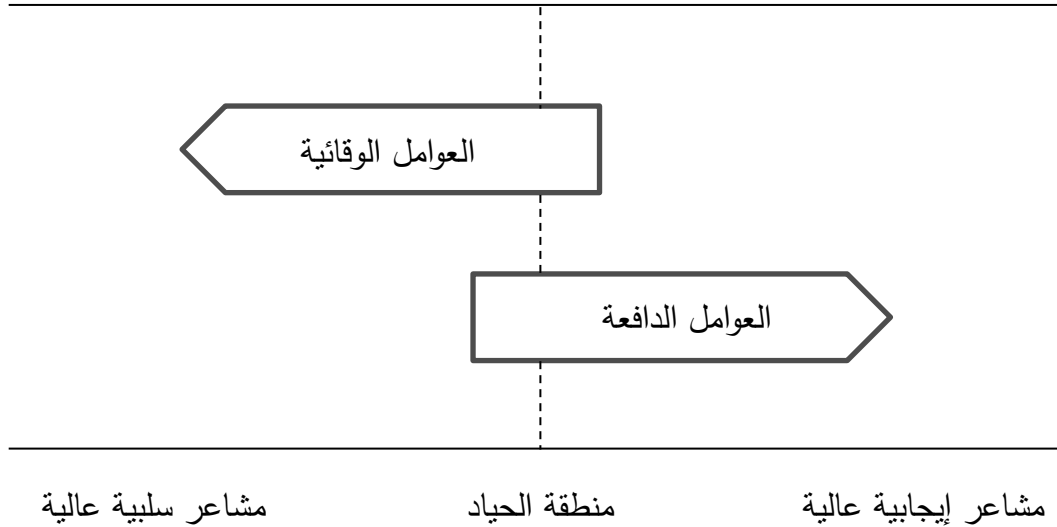 العوامل الوقائية
العوامل الدافعة
مشاعر إيجابية عالية
منطقة الحياد
مشاعر سلبية عالية